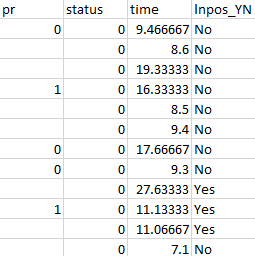 pr status time Inpos_YN
0 0 9.466667 No
0 8.6 No
0 19.33333 No
1 0 16.33333 No
0 8.5 No
0 9.4 No
0 0 17.66667 No
0 0 9.3 No
0 27.63333 Yes
1 0 11.13333 Yes
0 11.06667 Yes
0 7.1 No